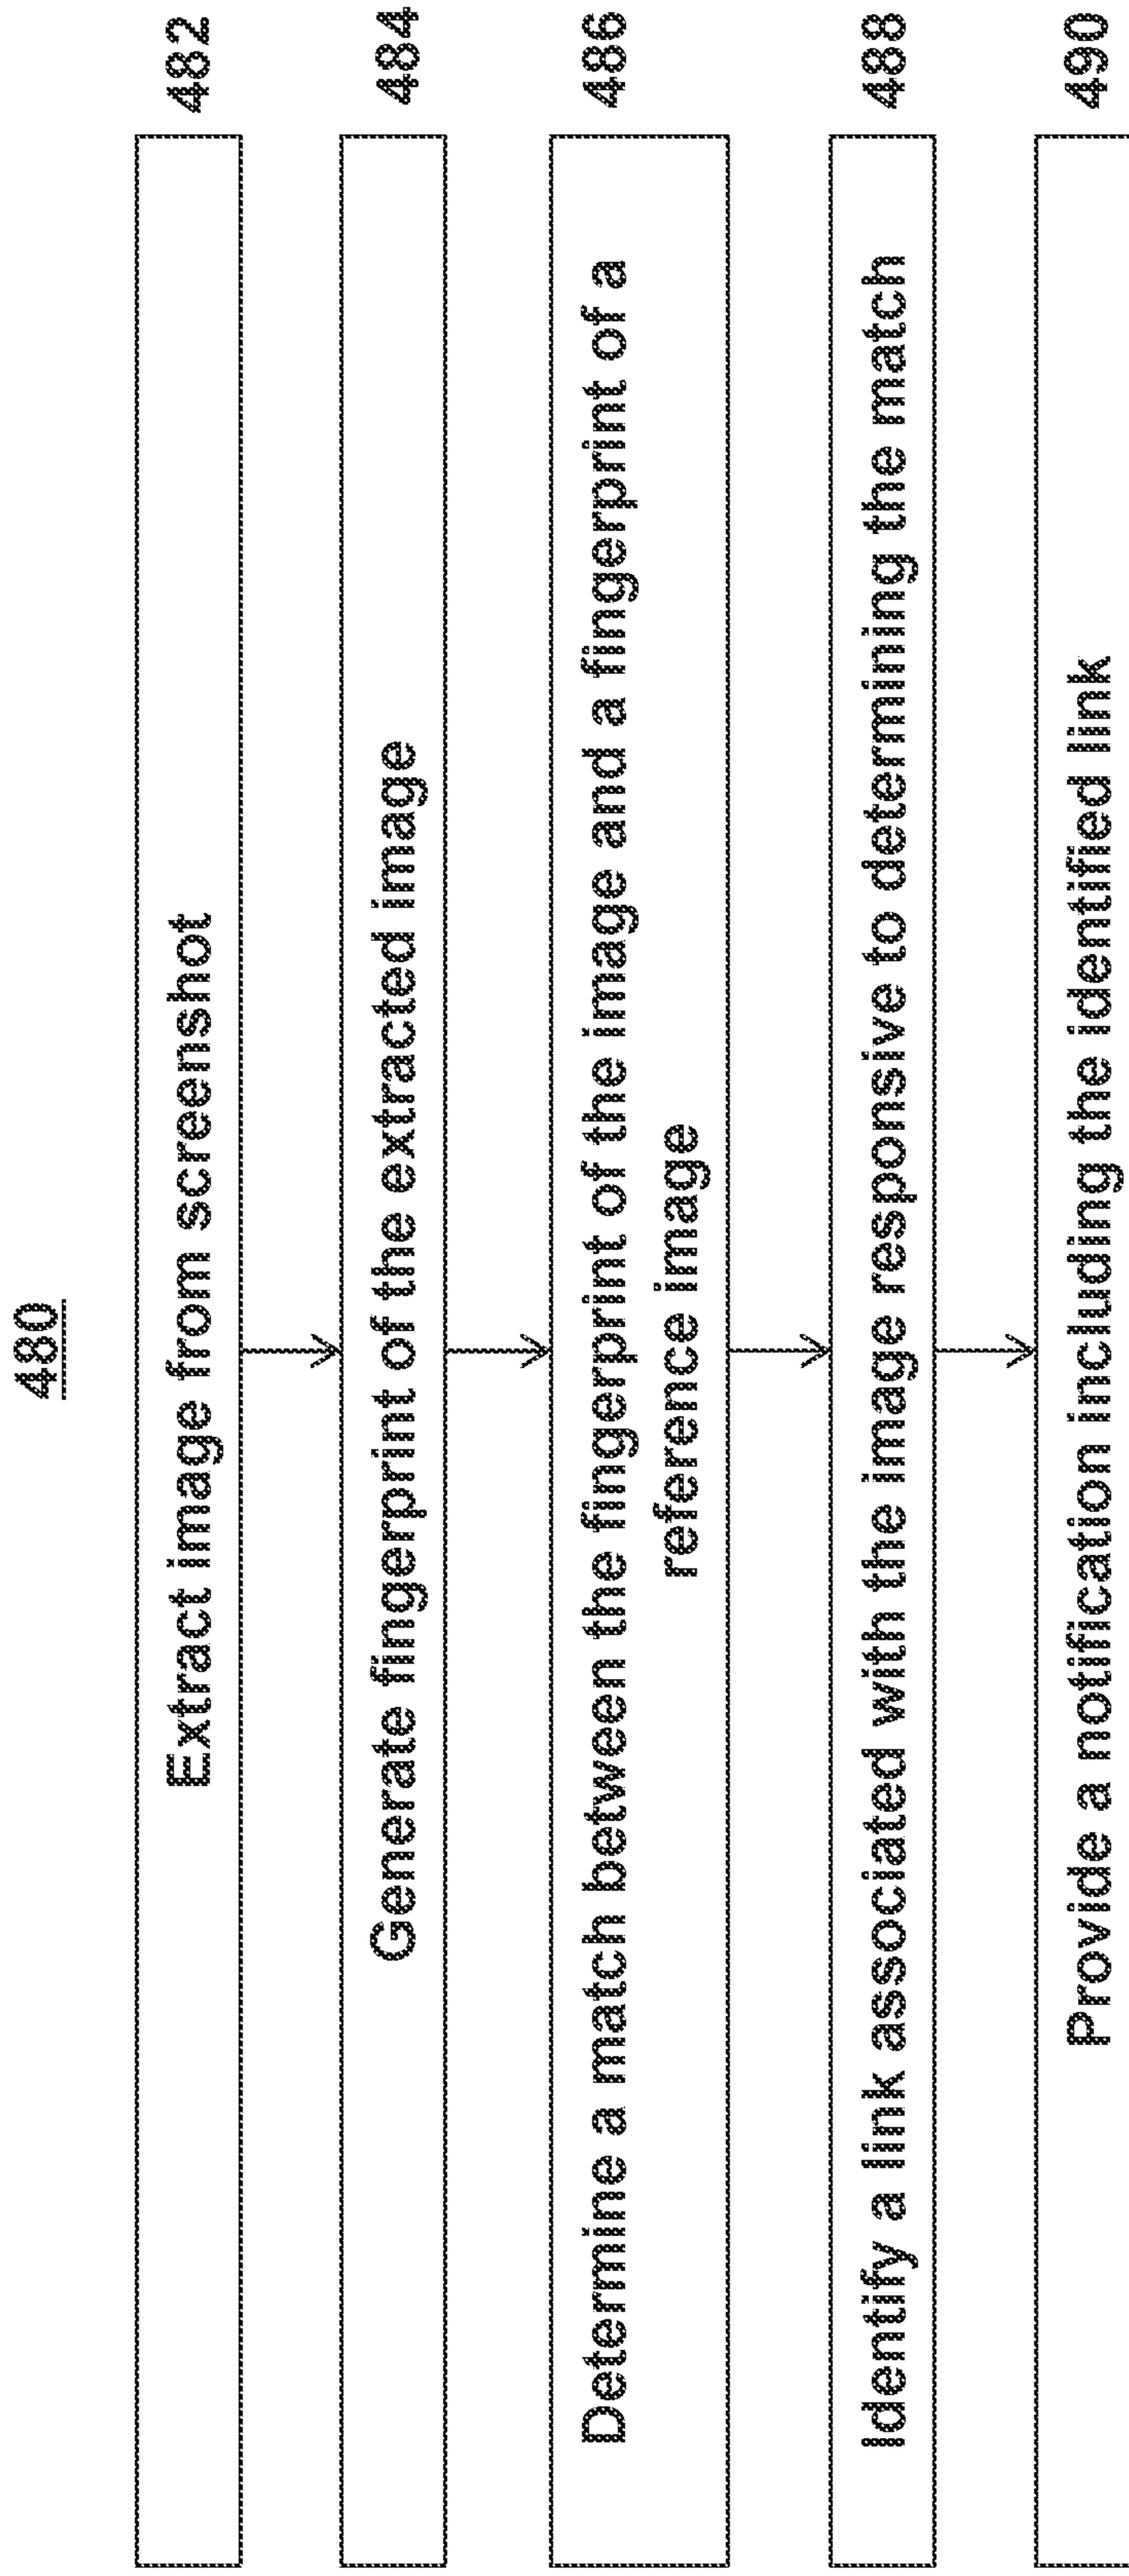 480
Extract image from screenshot
482
Generate fingerprint of the extracted image
484
Determine a match between the fingerprint of the image and a fingerprint of a
reference image
486
Identify a link associated with the image responsive to determining the match
488
Provide a notification including the identified link
490